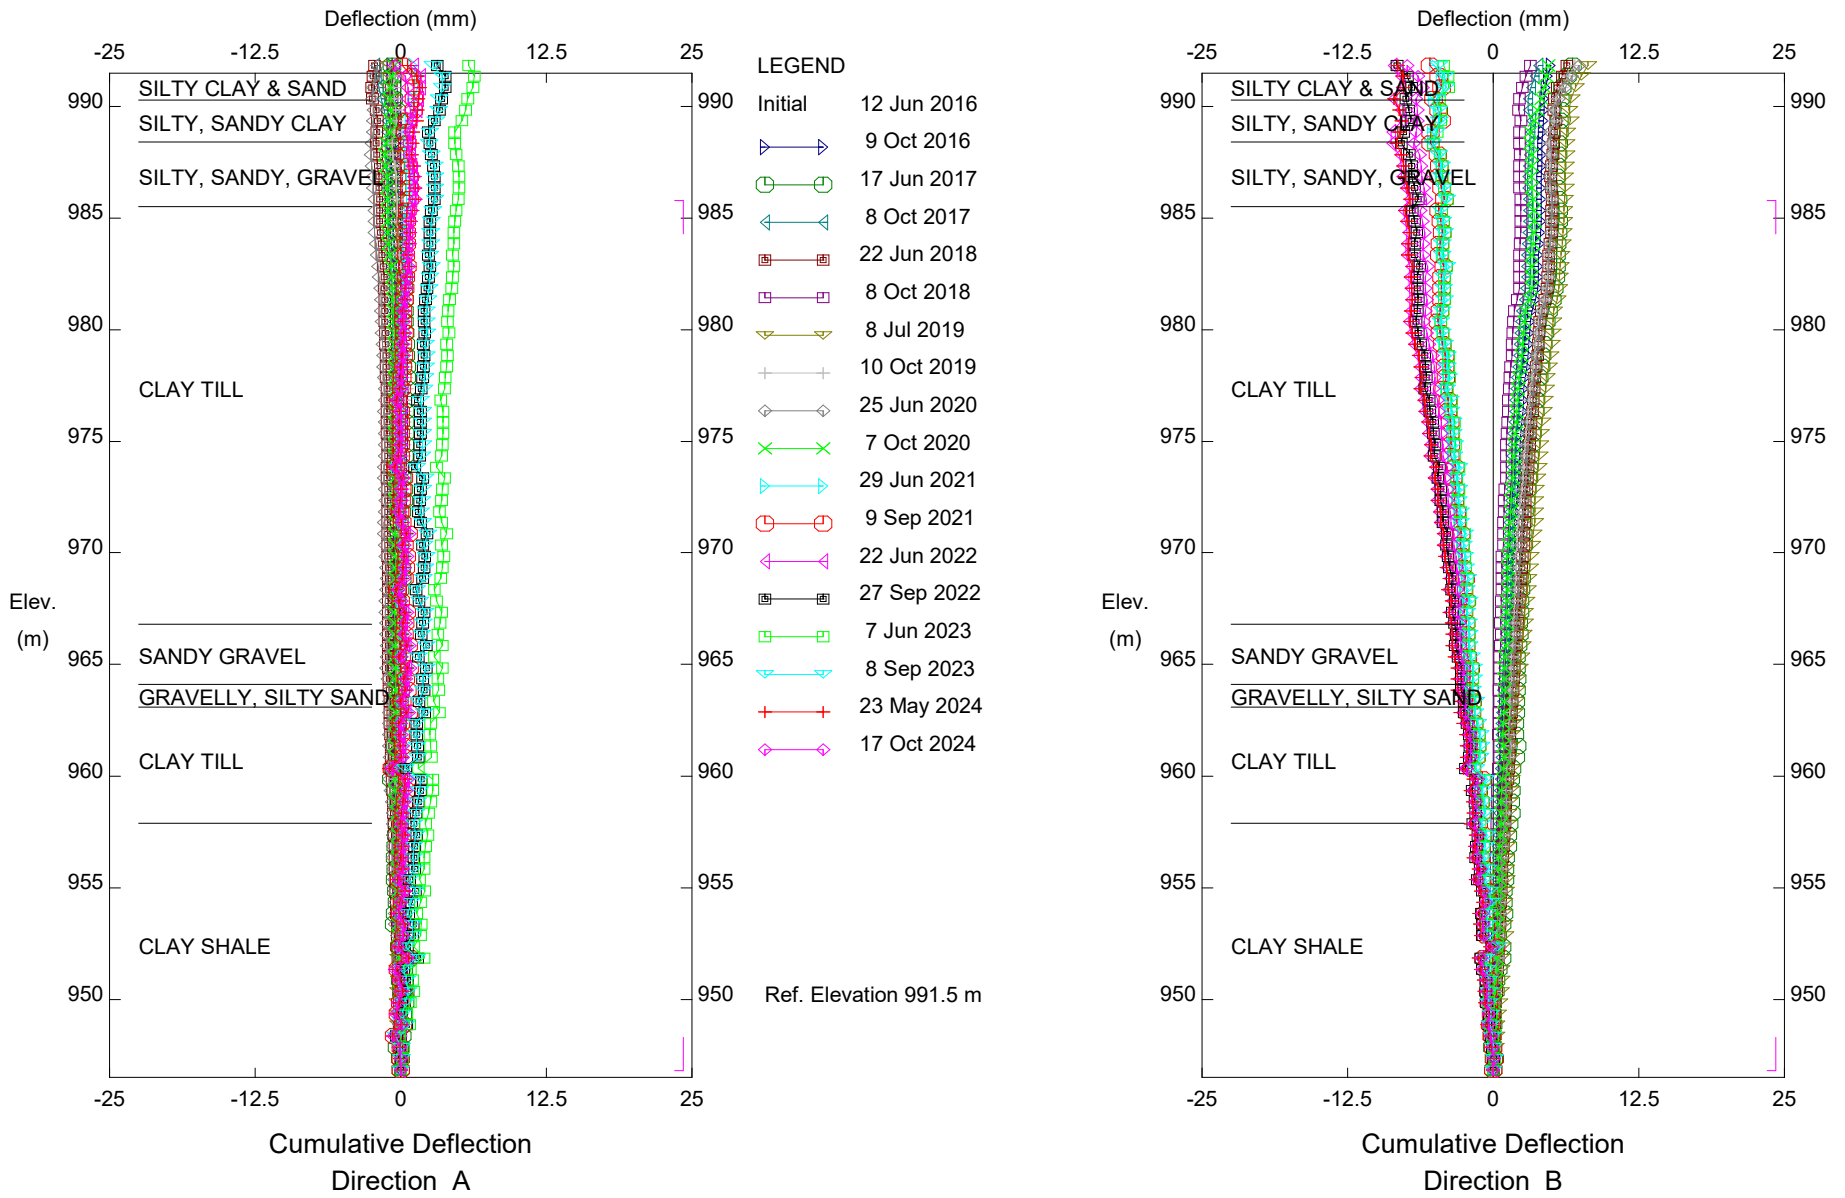 Deflection (mm)
-25 -12.5 0 12.5 25
SILTY CLAY & SAND
SILTY, SANDY CLAY
SILTY, SANDY, GRAVEL
CLAY TILL
SANDY GRAVEL
GRAVELLY, SILTY SAND
CLAY TILL
CLAY SHALE
990 990
985 985
980 980
975 975
970 970
965 965
960 960
955 955
950 950
Elev.
(m)
-25 -12.5 0 12.5 25
Cumulative Deflection
Direction A
LEGEND
Initial 12 Jun 2016
9 Oct 2016
17 Jun 2017
8 Oct 2017
22 Jun 2018
8 Oct 2018
8 Jul 2019
10 Oct 2019
25 Jun 2020
7 Oct 2020
29 Jun 2021
9 Sep 2021
22 Jun 2022
27 Sep 2022
7 Jun 2023
8 Sep 2023
23 May 2024
17 Oct 2024
Ref. Elevation 991.5 m
Deflection (mm)
-25 -12.5 0 12.5 25
SILTY CLAY & SAND
SILTY, SANDY CLAY
SILTY, SANDY, GRAVEL
CLAY TILL
SANDY GRAVEL
GRAVELLY, SILTY SAND
CLAY TILL
CLAY SHALE
990 990
985 985
980 980
975 975
970 970
965 965
960 960
955 955
950 950
Elev.
(m)
-25 -12.5 0 12.5 25
Cumulative Deflection
Direction B